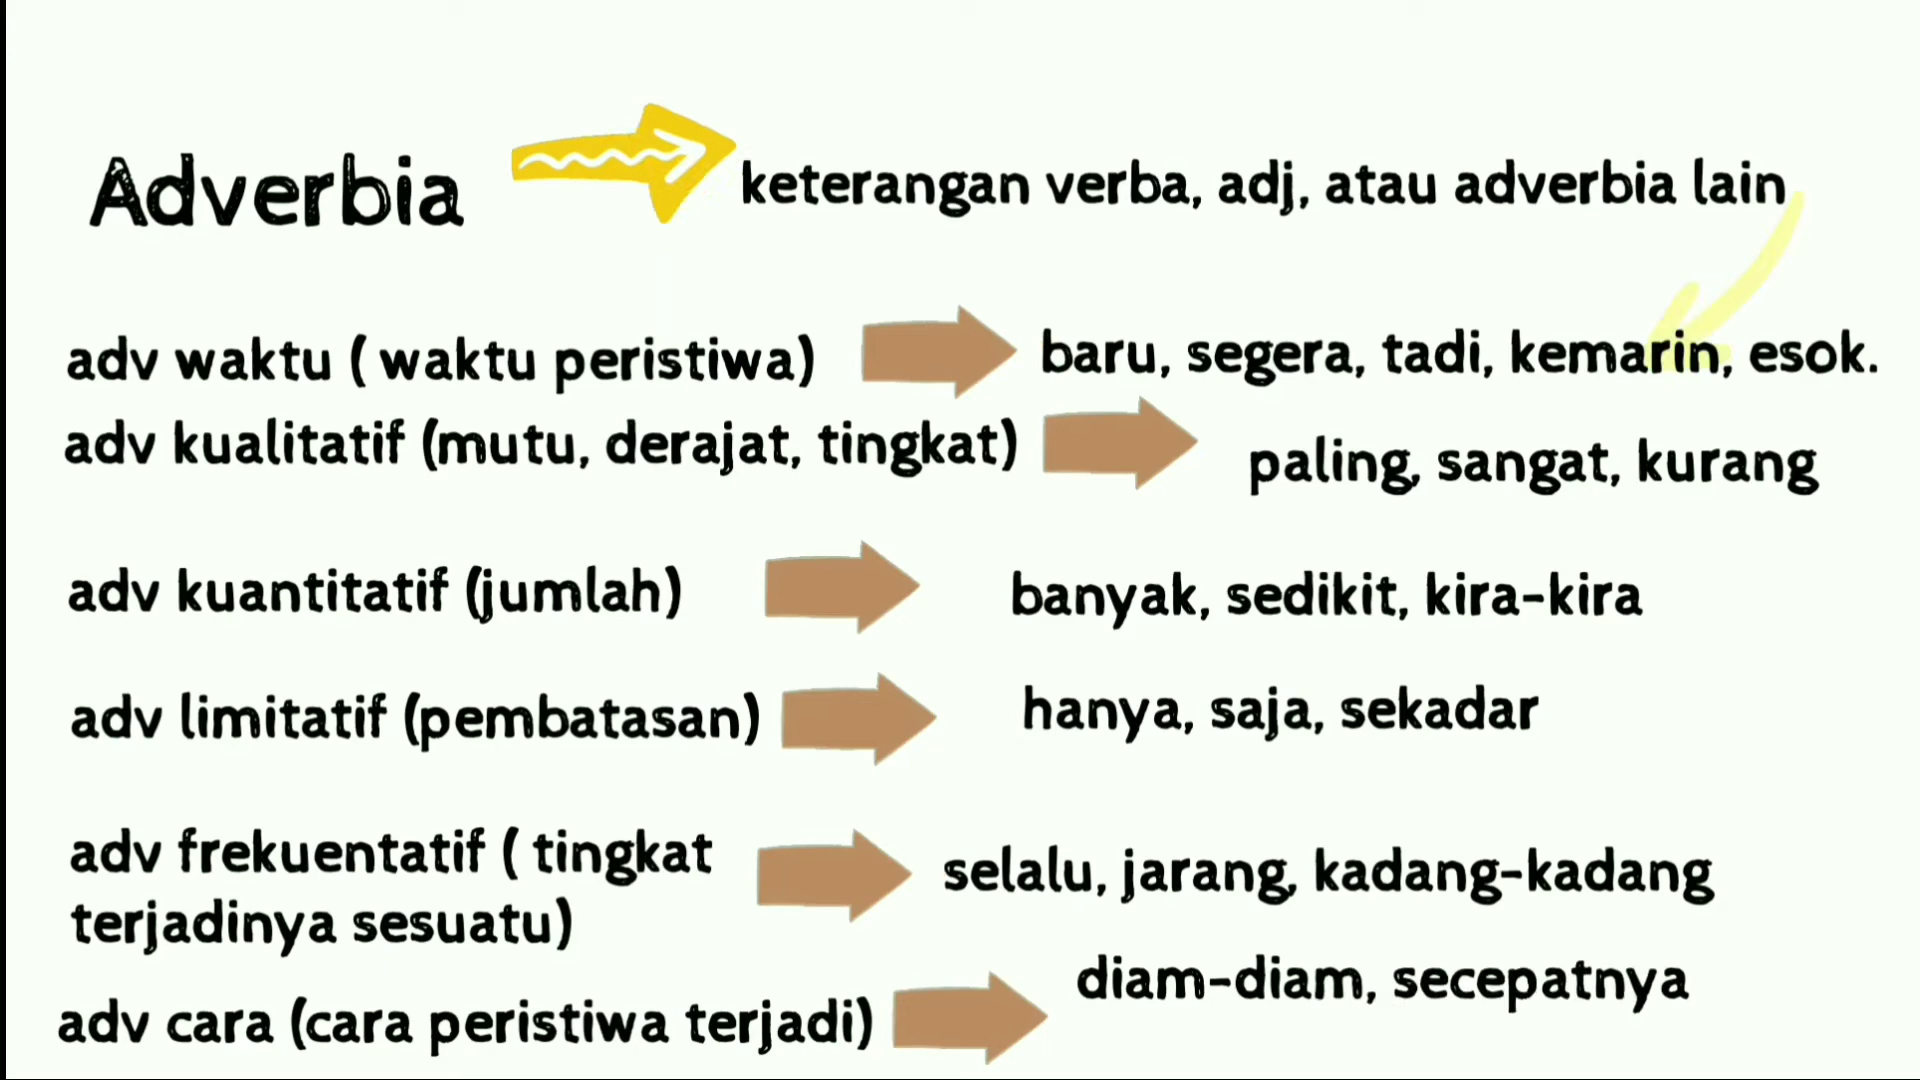 Adverbia
keterangan verba, adj, atau adverbia lain
adv waktu ( waktu peristiwa)
baru, segera, tadi, kemarin, esok.
adv kualitatif (mutu, derajat, tingkat)
paling, sangat, kurang
adv kuantitatif (jumlah)
banyak, sedikit, kira-kira
adv limitatif (pembatasan)
hanya, saja, sekadar
adv frekuentatif ( tingkat
terjadinya sesuatu)
selalu, jarang, kadang-kadang
adv cara (cara peristiwa terjadi)
diam-diam, secepatnya